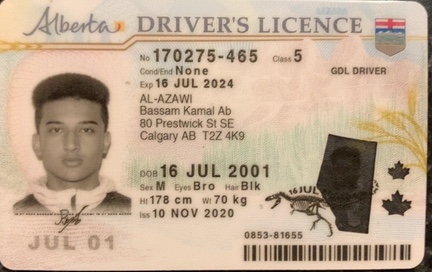 Alberta DRIVER'S LICENCE
No 170275-465 Class 5
Cond/End None GDL DRIVER
Exp 16 JUL 2024
AL-AZAWI
Bassam Kamal Ab
80 Prestwick St SE
Calgary AB T2Z 4K9
DOB 16 JUL 2001
Sex M Eyes Bro Hair Blk
Ht 178 cm Wt 70 kg
Iss 10 NOV 2020
16 JUL
JUL 01
0853-81655